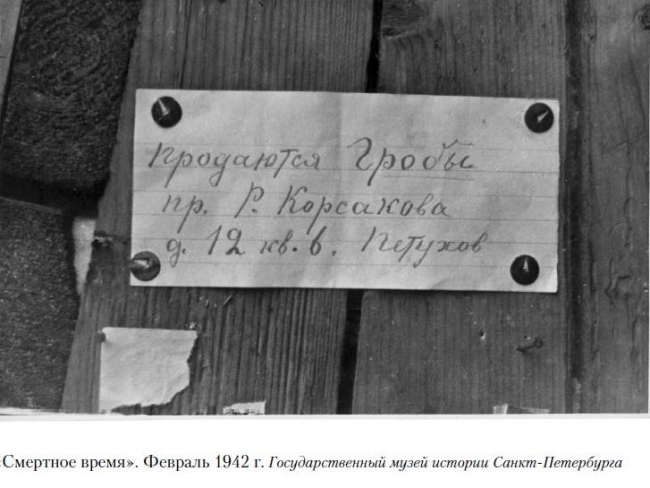 продаются Гробы
пр. Р. Корсакова
д. 12 кв. 6. Петухов
«Смертное время». Февраль 1942 г. Государственный музей истории Санкт-Петербурга